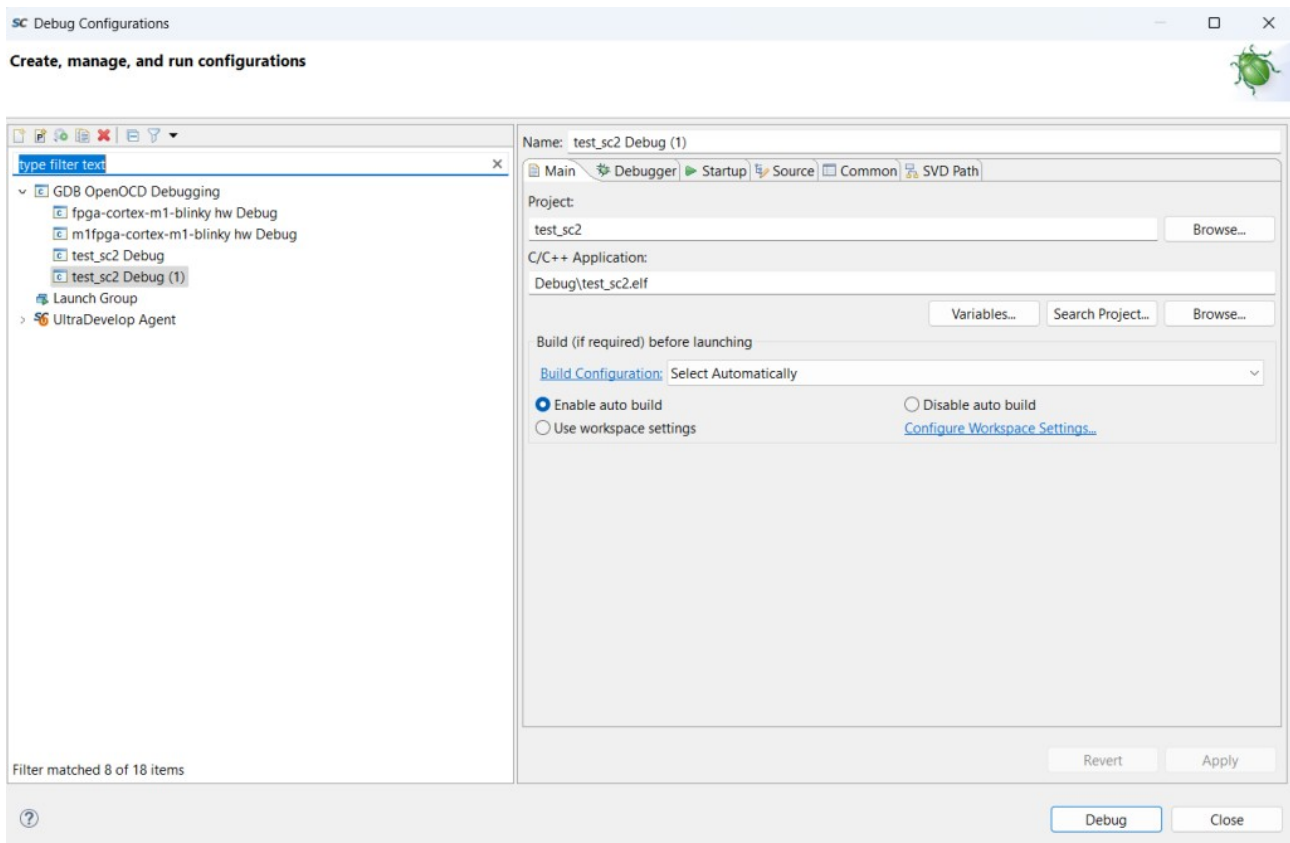 SC Debug Configurations
Create, manage, and run configurations
type filter text
GDB OpenOCD Debugging
fpga-cortex-m1-blinky hw Debug
m1fpga-cortex-m1-blinky hw Debug
test_sc2 Debug
test_sc2 Debug (1)
Launch Group
UltraDevelop Agent
Filter matched 8 of 18 items
Name: test_sc2 Debug (1)
Main Debugger Startup Source Common SVD Path
Project:
test_sc2 Browse...
C/C++ Application:
Debug\test_sc2.elf
Variables... Search Project... Browse...
Build (if required) before launching
Build Configuration: Select Automatically
Enable auto build Disable auto build
Use workspace settings Configure Workspace Settings...
Revert Apply
Debug Close